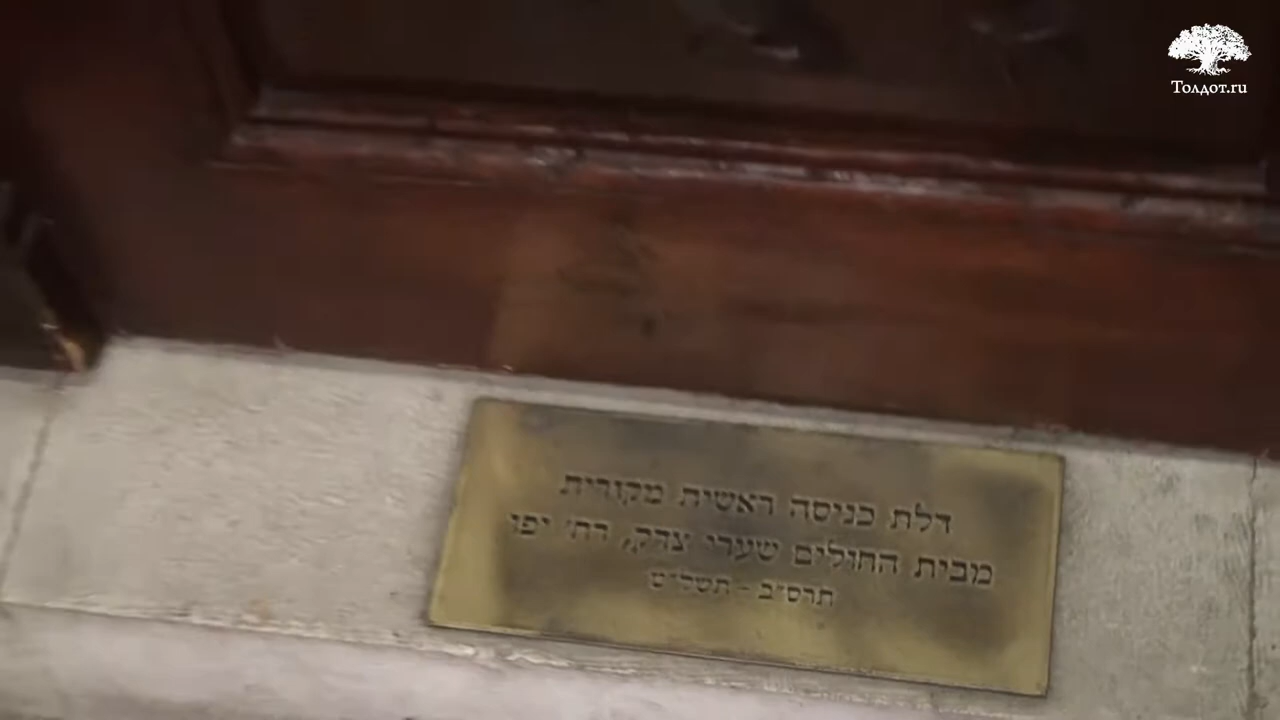 Толдот.ru
דלת כניסה ראשית מקורית
מבית החולים שערי צדק, רח׳ יפו
תרס״ב - תשל״ט